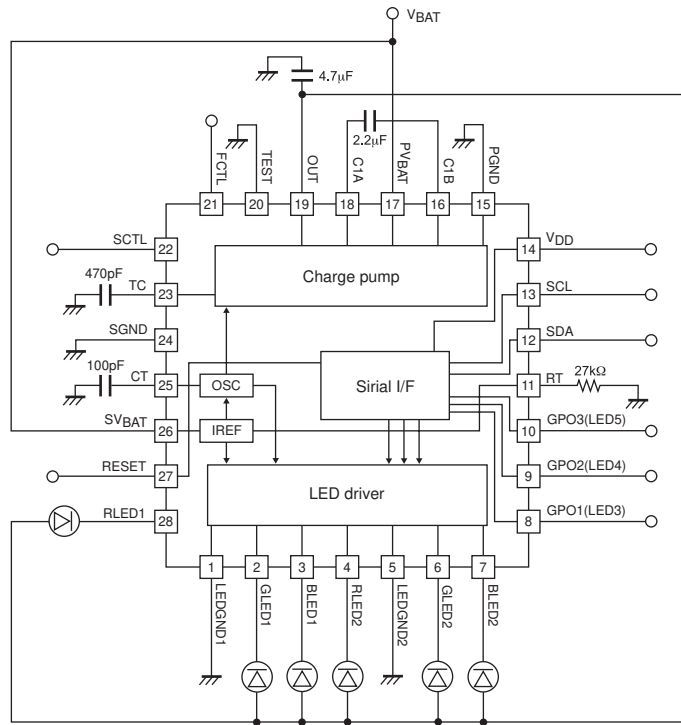 VBAT
4.7μF
2.2μF
FCTL
TEST
OUT
C1A
PVBAT
C1B
PGND
21
20
19
18
17
16
15
SCTL
22
14
VDD
Charge pump
470pF
TC
23
13
SCL
SGND
24
12
SDA
100pF
CT
25
OSC
Sirial I/F
11
RT
27kΩ
SVBAT
26
IREF
10
GPO3(LED5)
RESET
27
9
GPO2(LED4)
LED driver
RLED1
28
8
GPO1(LED3)
1
2
3
4
5
6
7
LEDGND1
GLED1
BLED1
RLED2
LEDGND2
GLED2
BLED2